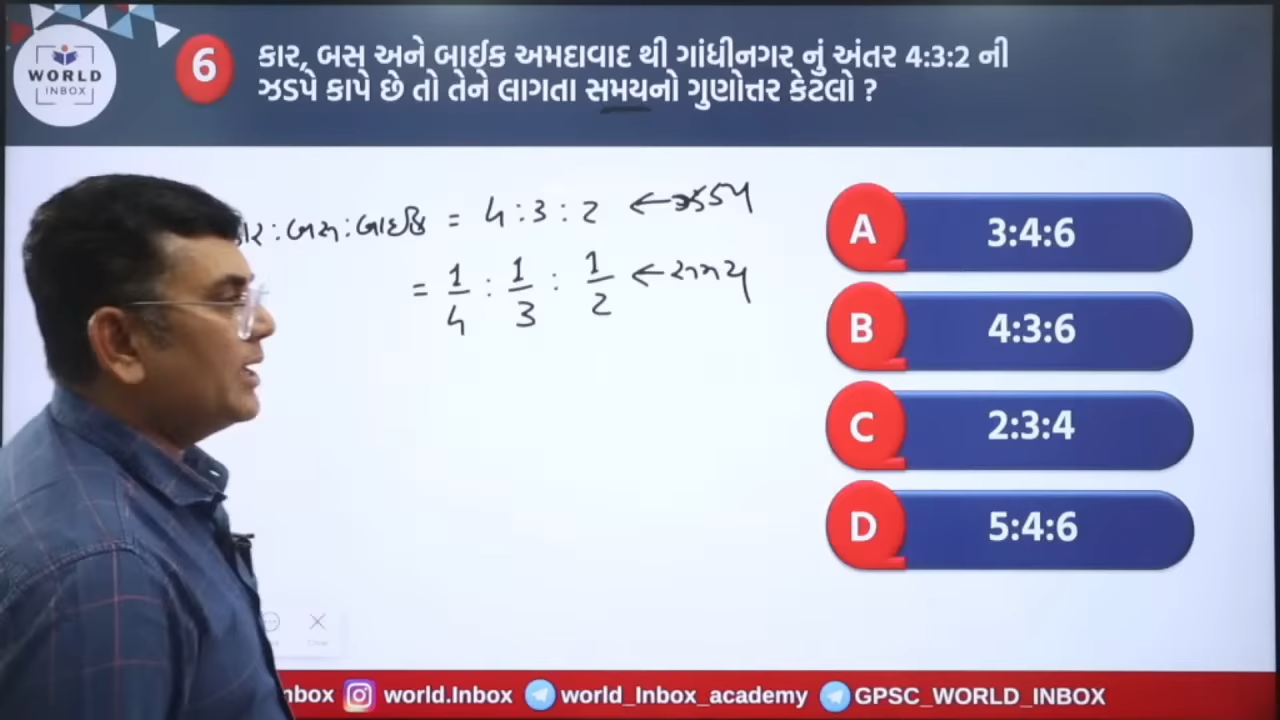 WORLD
INBOX
6
કાર, બસ અને બાઈક અમદાવાદ થી ગાંધીનગર નું અંતર 4:3:2 ની
ઝડપે કાપે છે તો તેને લાગતા સમયનો ગુણોત્તર કેટલો ?
: બસ : બાઈક = 4 : 3 : 2 ← ઝડપ
= 1/4 : 1/3 : 1/2 ← સમય
A 3:4:6
B 4:3:6
C 2:3:4
D 5:4:6
world.Inbox
world_Inbox_academy
GPSC_WORLD_INBOX